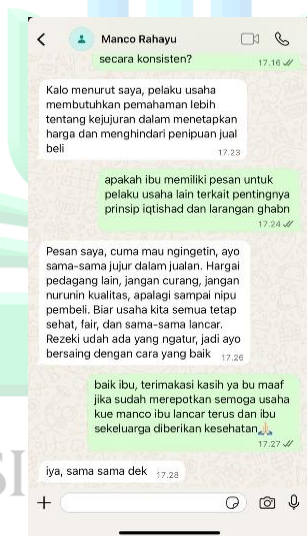 Manco Rahayu
secara konsisten?
17.16
Kalo menurut saya, pelaku usaha
membutuhkan pemahaman lebih
tentang kejujuran dalam menetapkan
harga dan menghindari penipuan jual
beli
17.23
apakah ibu memiliki pesan untuk
pelaku usaha lain terkait pentingnya
prinsip iqtishad dan larangan ghabn
17.24
Pesan saya, cuma mau ngingetin, ayo
sama-sama jujur dalam jualan. Hargai
pedagang lain, jangan curang, jangan
nurunin kualitas, apalagi sampai nipu
pembeli. Biar usaha kita semua tetap
sehat, fair, dan sama-sama lancar.
Rezeki udah ada yang ngatur, jadi ayo
bersaing dengan cara yang baik
17.26
baik ibu, terimakasi kasih ya bu maaf
jika sudah merepotkan semoga usaha
kue manco ibu lancar terus dan ibu
sekeluarga diberikan kesehatan🙏🏻
17.27
iya, sama sama dek
17.28
SI